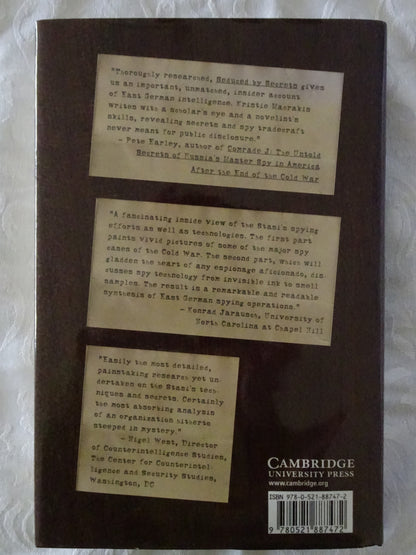 "Thoroughly researched, Seduced by Secrets gives
us an important, unmatched, insider account
of East German intelligence. Kristie Macrakis
writes with a scholar's eye and a novelist's
skills, revealing secrets and spy tradecraft
never meant for public disclosure."
- Pete Earley, author of Comrade J: The Untold
Secrets of Russia's Master Spy in America
After the End of the Cold War
"A fascinating inside view of the Stasi's spying
efforts as well as technologies. The first part
paints vivid pictures of some of the major spy
cases of the Cold War. The second part, which will
gladden the heart of any espionage aficionado, dis-
cusses spy technology from invisible ink to smell
samples. The result is a remarkable and readable
synthesis of East German spying operations."
- Konrad Jarausch, University of
North Carolina at Chapel Hill
"Easily the most detailed,
painstaking research yet un-
dertaken on the Stasi's tech-
niques and secrets. Certainly
the most absorbing analysis
of an organization hitherto
steeped in mystery."
- Nigel West, Director
of Counterintelligence Studies,
The Center for Counterintel-
ligence and Security Studies,
Washington, DC
CAMBRIDGE
UNIVERSITY PRESS
www.cambridge.org
ISBN 978-0-521-88747-2
9 780521 887472